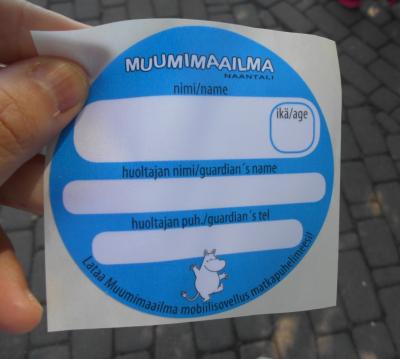 MUUMIMAAILMA
NAANTALI
nimi/name
ikä/age
huoltajan nimi/guardian´s name
huoltajan puh./guardian´s tel
Lataa Muumimaailma mobiilisovellus matkapuhelimeesi!